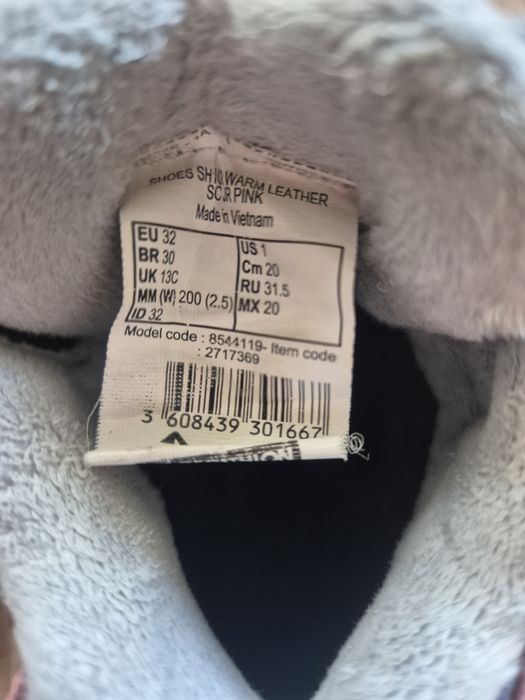 SHOES SH100 WARM LEATHER
SC.R PINK
Made in Vietnam
EU 32
BR 30
UK 13C
MM (W) 200 (2.5)
ID 32
US 1
Cm 20
RU 31.5
MX 20
Model code : 8544119- Item code
: 2717369
3 608439 301667